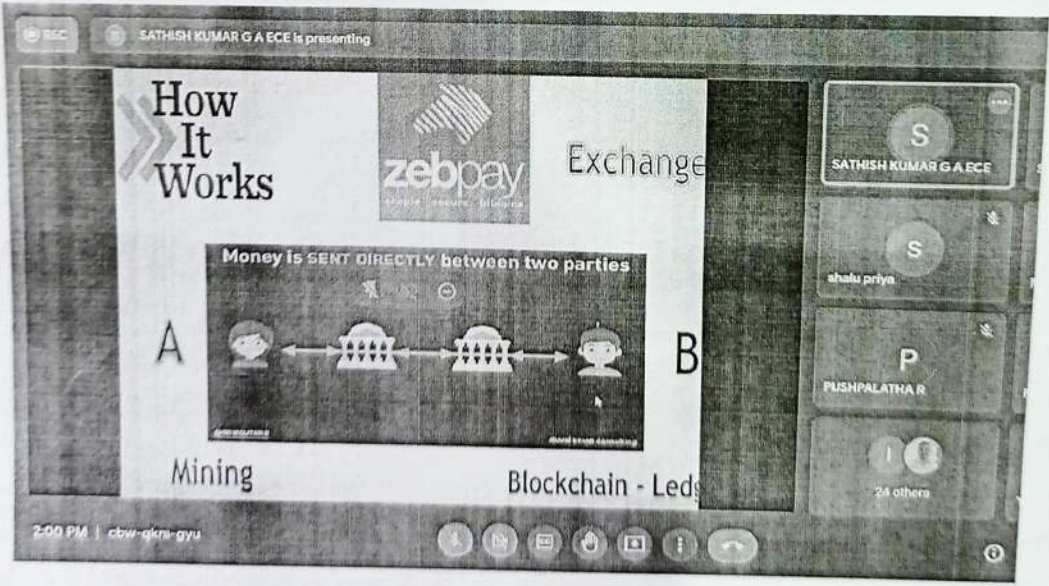 REC
SATHISH KUMAR G A ECE is presenting
How
It
Works
zebpay
Exchange
Money is SENT DIRECTLY between two parties
A
B
Mining
Blockchain - Ledg
S
SATHISH KUMAR G A ECE
S
shalu priya
P
PUSHPALATHA R
24 others
2:00 PM | cbw-qkni-gyu